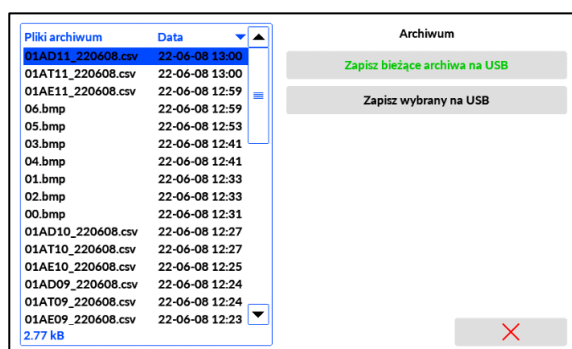 Pliki archiwum Data
01AD11_220608.csv 22-06-08 13:00
01AT11_220608.csv 22-06-08 13:00
01AE11_220608.csv 22-06-08 12:59
06.bmp 22-06-08 12:59
05.bmp 22-06-08 12:53
03.bmp 22-06-08 12:41
04.bmp 22-06-08 12:41
01.bmp 22-06-08 12:33
02.bmp 22-06-08 12:33
00.bmp 22-06-08 12:31
01AD10_220608.csv 22-06-08 12:27
01AT10_220608.csv 22-06-08 12:27
01AE10_220608.csv 22-06-08 12:25
01AD09_220608.csv 22-06-08 12:24
01AT09_220608.csv 22-06-08 12:24
01AE09_220608.csv 22-06-08 12:23
2.77 kB
Archiwum
Zapisz bieżące archiwa na USB
Zapisz wybrany na USB